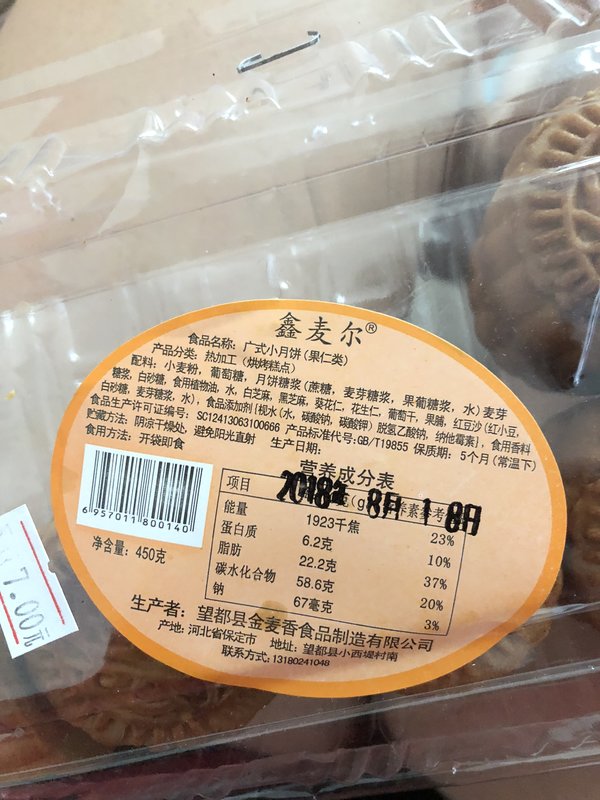 鑫麦尔®
食品名称：广式小月饼（果仁类）
产品分类：热加工（烘烤糕点）
配料：小麦粉，葡萄糖，月饼糖浆（蔗糖，麦芽糖浆，果葡糖浆，水）麦芽
糖浆，白砂糖，食用植物油，水，白芝麻，黑芝麻，葵花仁，花生仁，葡萄干，果脯，红豆沙（红小豆，
白砂糖，麦芽糖浆，水），食品添加剂［枧水（水，碳酸钠，碳酸钾）脱氢乙酸钠，纳他霉素］，食用香料
食品生产许可证编号：SC12413063100666 产品标准代号:GB/T19855 保质期：5个月（常温下）
贮藏方法：阴凉干燥处，避免阳光直射 生产日期：
食用方法：开袋即食
营养成分表
2018年 8月 1 8日
项目
能量 1923千焦 23%
蛋白质 6.2克 10%
脂肪 22.2克 37%
碳水化合物 58.6克 20%
钠 67毫克 3%
6 957011 800140
净含量：450克
7.00元
生产者：望都县金麦香食品制造有限公司
产地：河北省保定市 地址：望都县小西堤村南
联系方式：13180241048